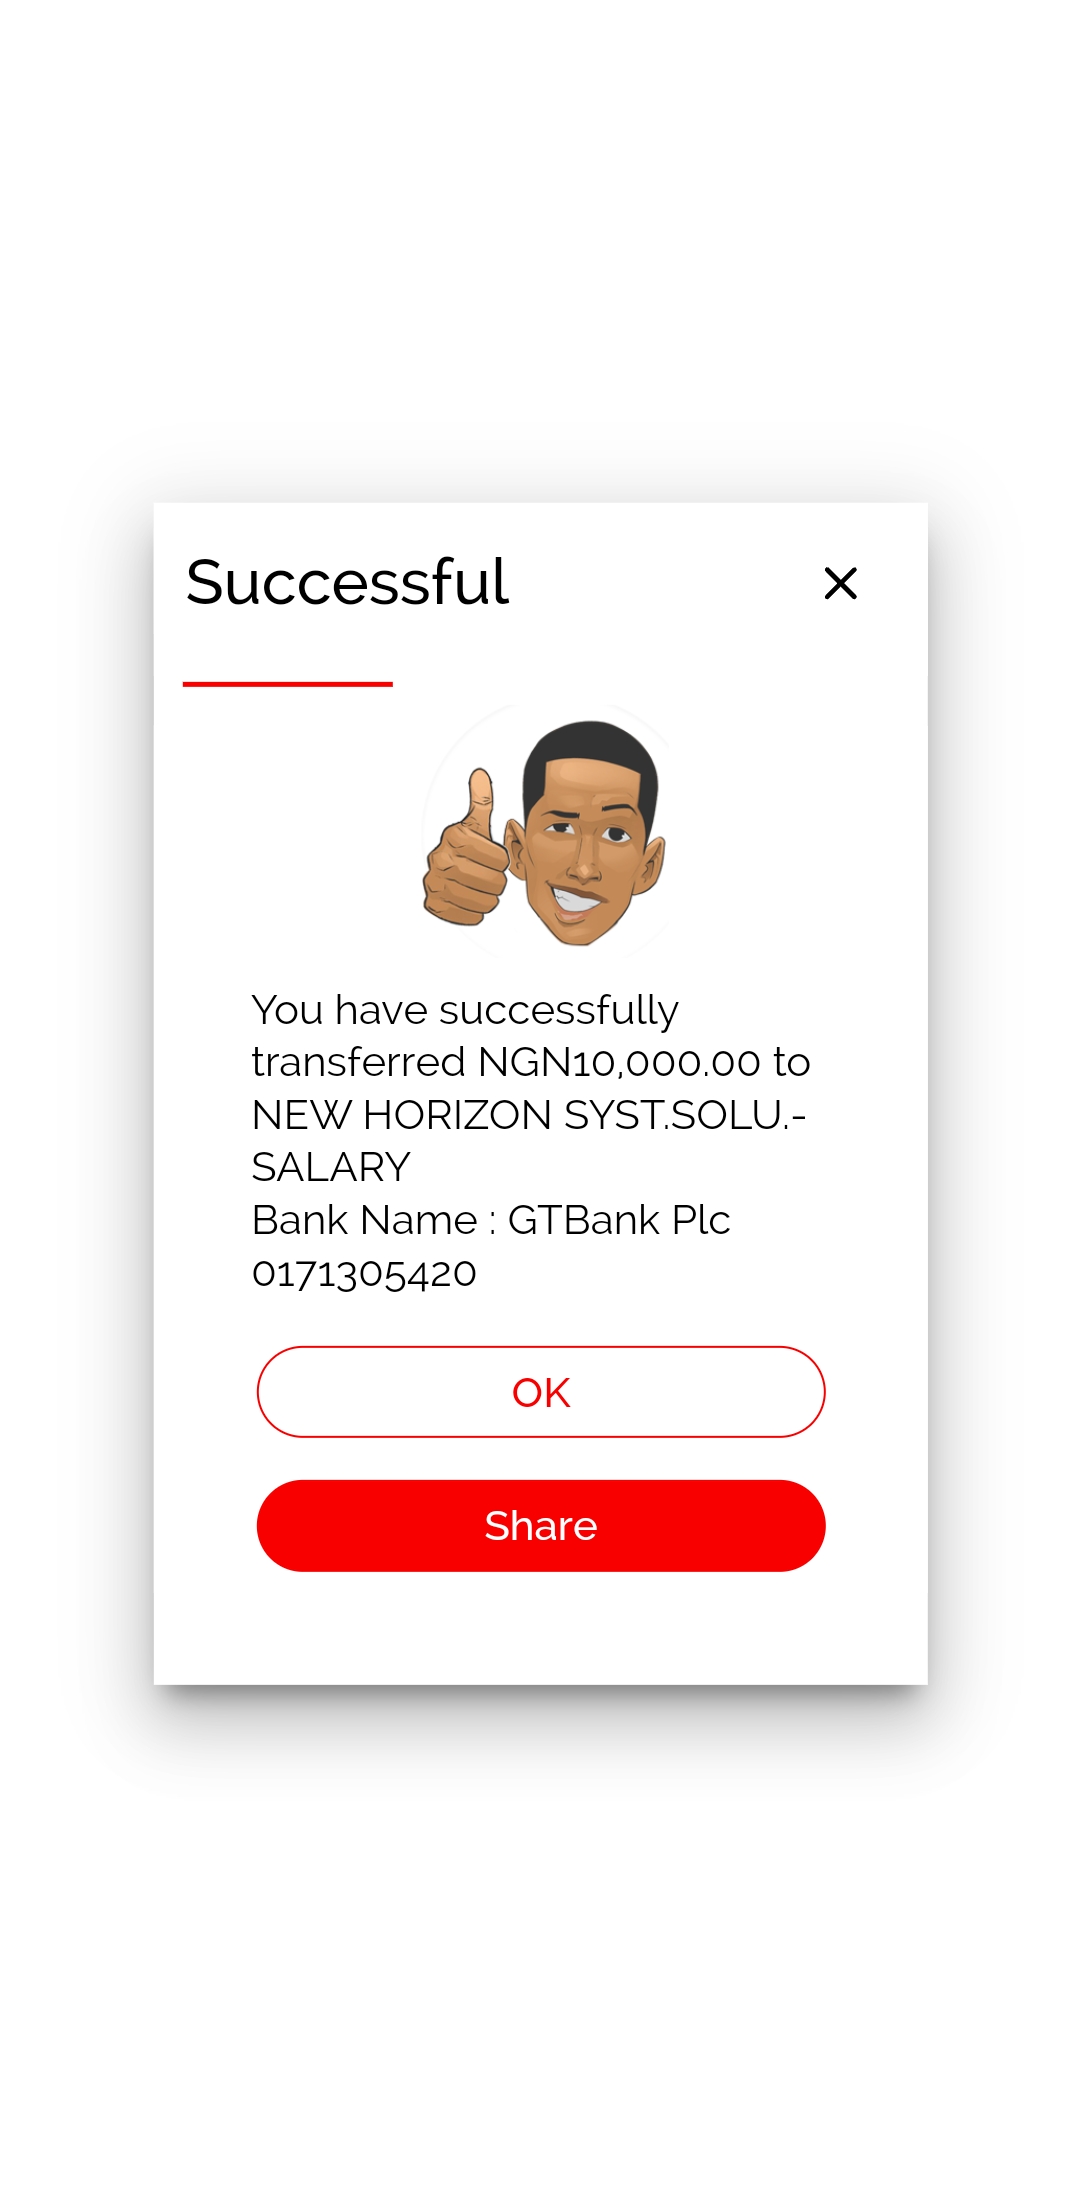 Successful
You have successfully
transferred NGN10,000.00 to
NEW HORIZON SYST.SOLU.-
SALARY
Bank Name : GTBank Plc
0171305420
OK
Share